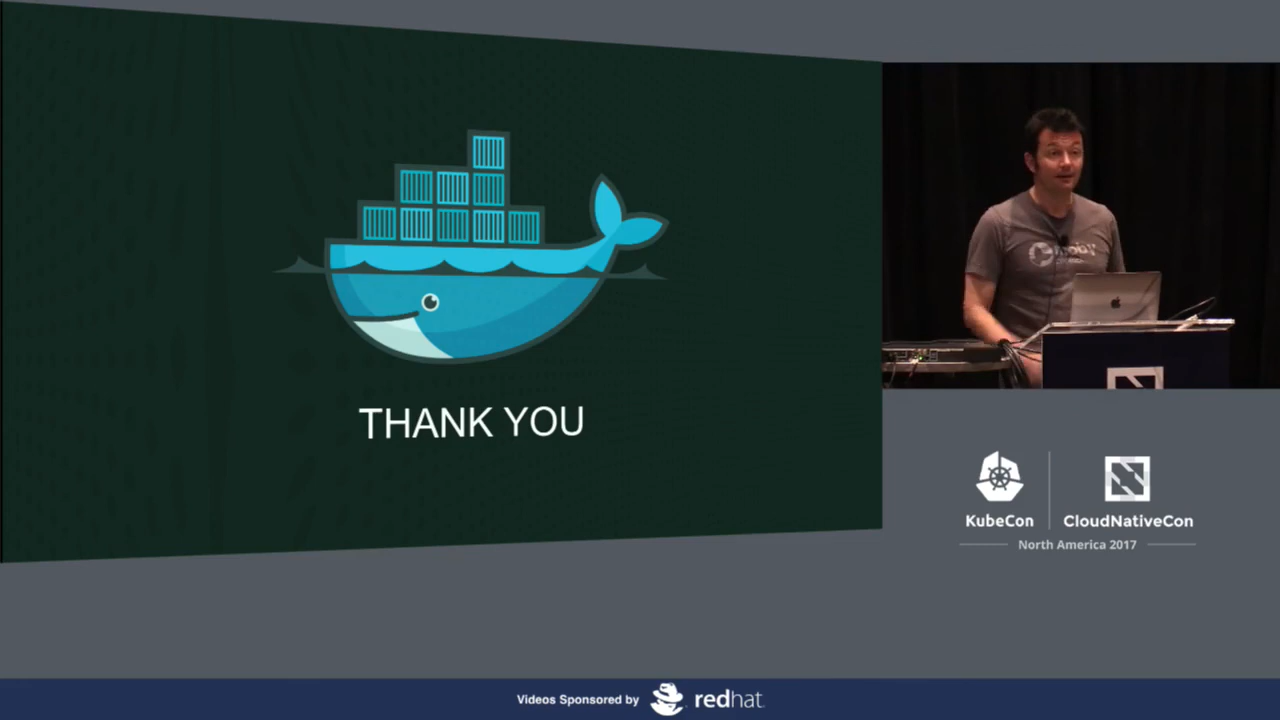 THANK YOU
KubeCon
CloudNativeCon
North America 2017
Videos Sponsored by
redhat